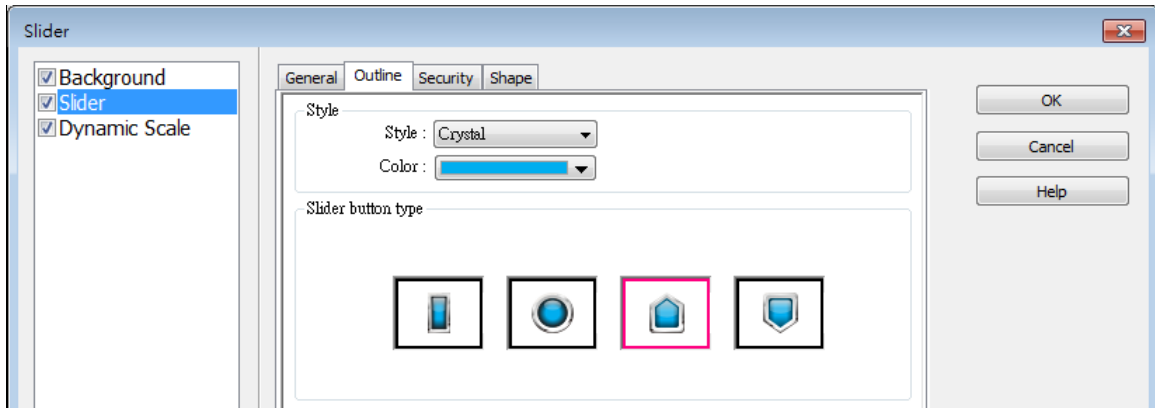 Slider
Background
Slider
Dynamic Scale
General Outline Security Shape
Style
Style : Crystal
Color :
Slider button type
OK
Cancel
Help